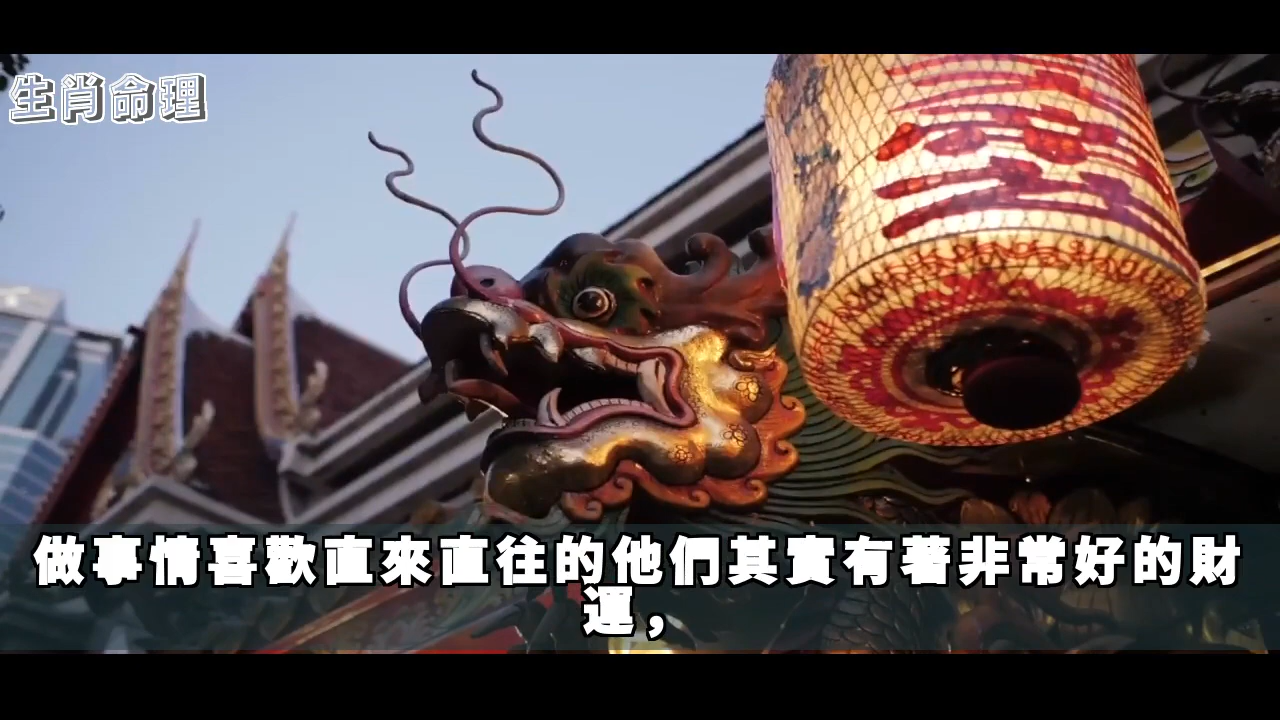 生肖命理
做事情喜歡直來直往的他們其實有著非常好的財
運，